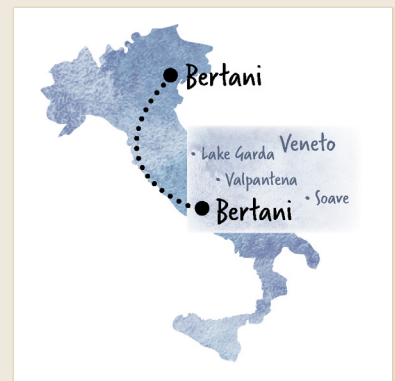 Bertani
Veneto
Lake Garda
Valpantena
Soave
Bertani